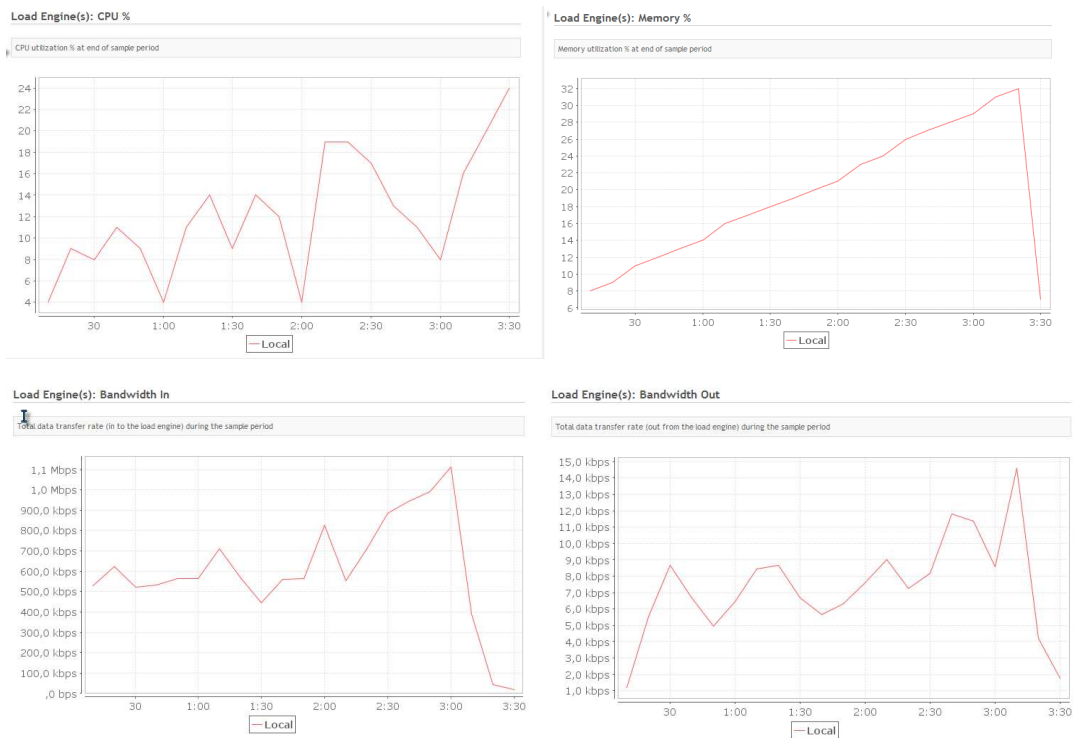 Load Engine(s): CPU %
CPU utilization % at end of sample period
24
22
20
18
16
14
12
10
8
6
4
30 1:00 1:30 2:00 2:30 3:00 3:30
Local
Load Engine(s): Memory %
Memory utilization % at end of sample period
32
30
28
26
24
22
20
18
16
14
12
10
8
6
30 1:00 1:30 2:00 2:30 3:00 3:30
Local
Load Engine(s): Bandwidth In
Total data transfer rate (in to the load engine) during the sample period
1,1 Mbps
1,0 Mbps
900,0 kbps
800,0 kbps
700,0 kbps
600,0 kbps
500,0 kbps
400,0 kbps
300,0 kbps
200,0 kbps
100,0 kbps
,0 bps
30 1:00 1:30 2:00 2:30 3:00 3:30
Local
Load Engine(s): Bandwidth Out
Total data transfer rate (out from the load engine) during the sample period
15,0 kbps
14,0 kbps
13,0 kbps
12,0 kbps
11,0 kbps
10,0 kbps
9,0 kbps
8,0 kbps
7,0 kbps
6,0 kbps
5,0 kbps
4,0 kbps
3,0 kbps
2,0 kbps
1,0 kbps
30 1:00 1:30 2:00 2:30 3:00 3:30
Local